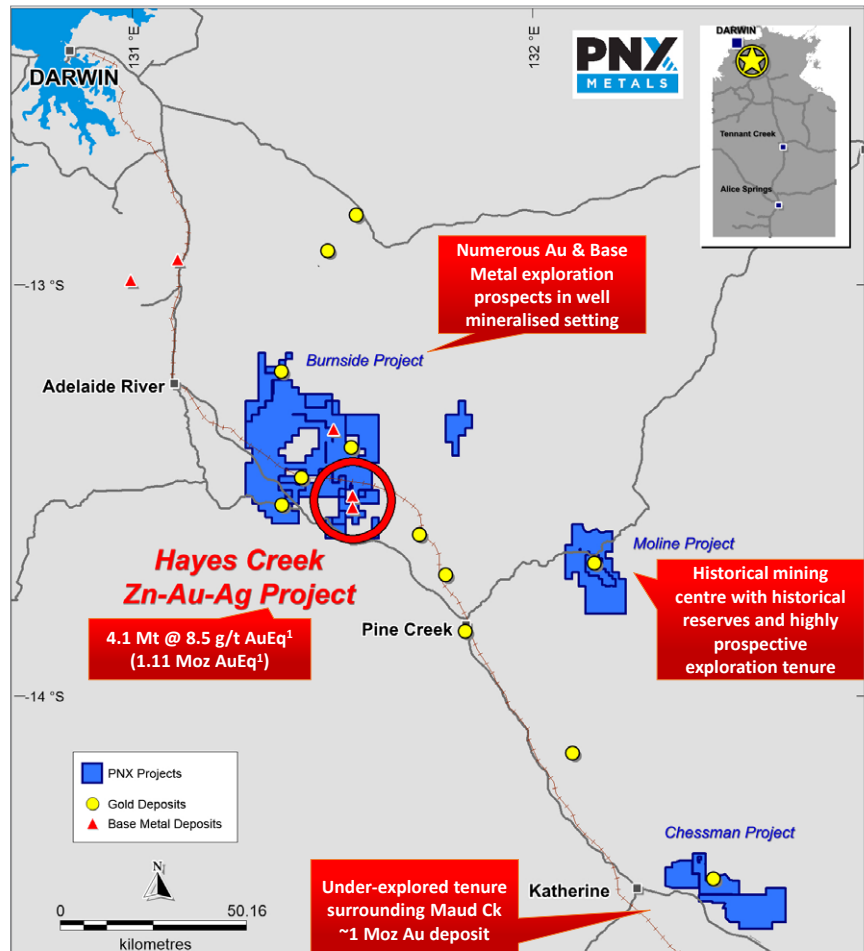 131 °E
132 °E
DARWIN
PNX
METALS
DARWIN
Tennant Creek
Alice Springs
Numerous Au & Base
Metal exploration
prospects in well
mineralised setting
-13 °S
Burnside Project
Adelaide River
Hayes Creek
Zn-Au-Ag Project
4.1 Mt @ 8.5 g/t AuEq¹
(1.11 Moz AuEq¹)
Moline Project
Historical mining
centre with historical
reserves and highly
prospective
exploration tenure
Pine Creek
-14 °S
PNX Projects
Gold Deposits
Base Metal Deposits
Chessman Project
N
0 50.16
kilometres
Under-explored tenure
surrounding Maud Ck
~1 Moz Au deposit
Katherine